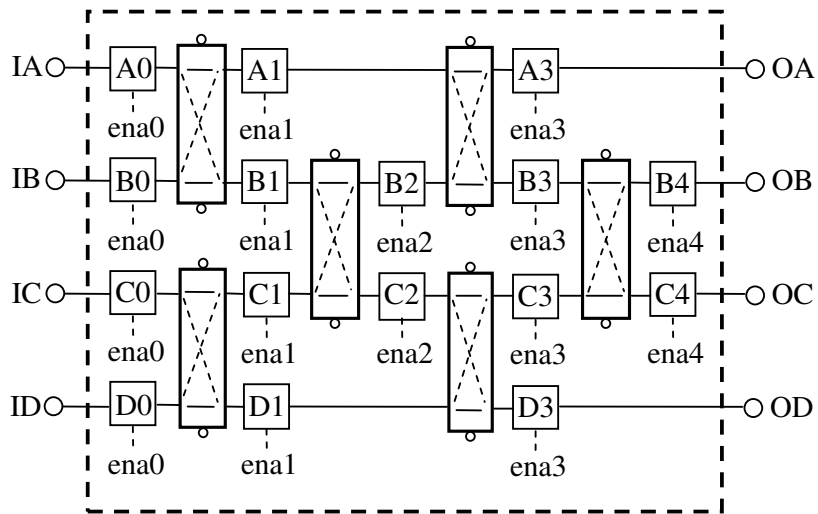 IA A0 A1 A3 OA
ena0 ena1 ena3
IB B0 B1 B2 B3 B4 OB
ena0 ena1 ena2 ena3 ena4
IC C0 C1 C2 C3 C4 OC
ena0 ena1 ena2 ena3 ena4
ID D0 D1 D3 OD
ena0 ena1 ena3